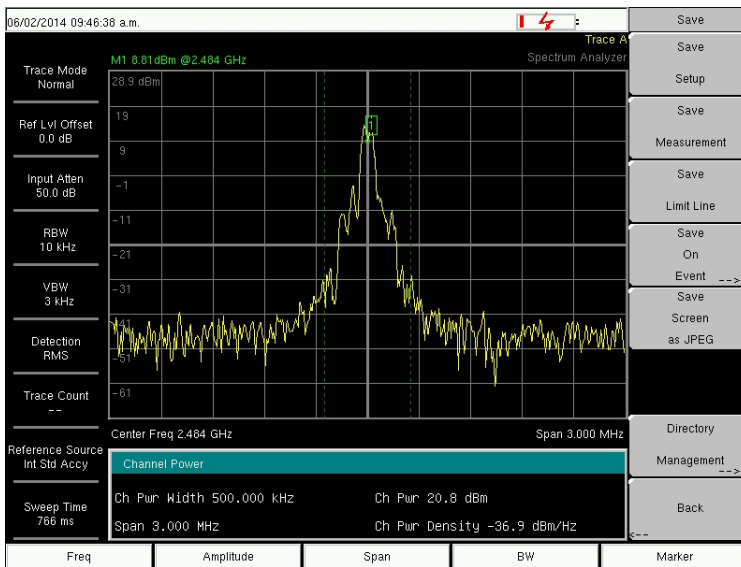 06/02/2014 09:46:38 a.m.
Save
Trace A
M1 8.81dBm @2.484 GHz
Spectrum Analyzer
Trace Mode
Normal
Ref Lvl Offset
0.0 dB
Input Atten
50.0 dB
RBW
10 kHz
VBW
3 kHz
Detection
RMS
Trace Count
--
Reference Source
Int Std Accy
Sweep Time
766 ms
28.9 dBm
19
9
-1
-11
-21
-31
-41
-51
-61
1
Center Freq 2.484 GHz
Span 3.000 MHz
Channel Power
Ch Pwr Width 500.000 kHz
Ch Pwr 20.8 dBm
Span 3.000 MHz
Ch Pwr Density -36.9 dBm/Hz
Save
Setup
Save
Measurement
Save
Limit Line
Save
On
Event
-->
Save
Screen
as JPEG
Directory
Management
-->
Back
<--
Freq
Amplitude
Span
BW
Marker